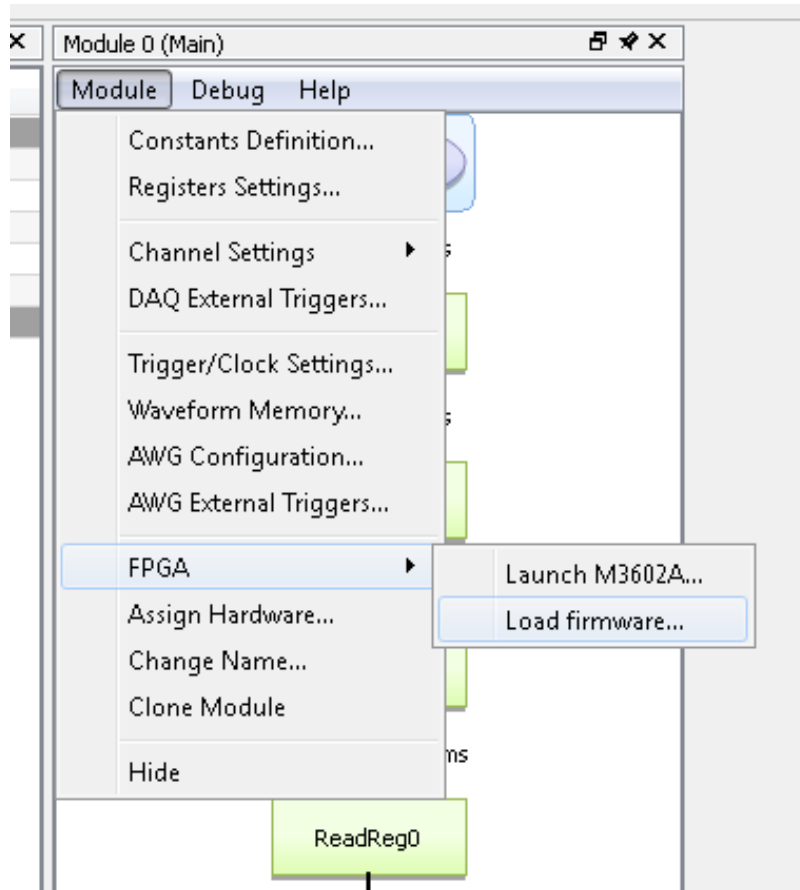 Module 0 (Main)
Module Debug Help
Constants Definition...
Registers Settings...
Channel Settings
DAQ External Triggers...
Trigger/Clock Settings...
Waveform Memory...
AWG Configuration...
AWG External Triggers...
FPGA
Launch M3602A...
Load firmware...
Assign Hardware...
Change Name...
Clone Module
ms
Hide
ReadReg0